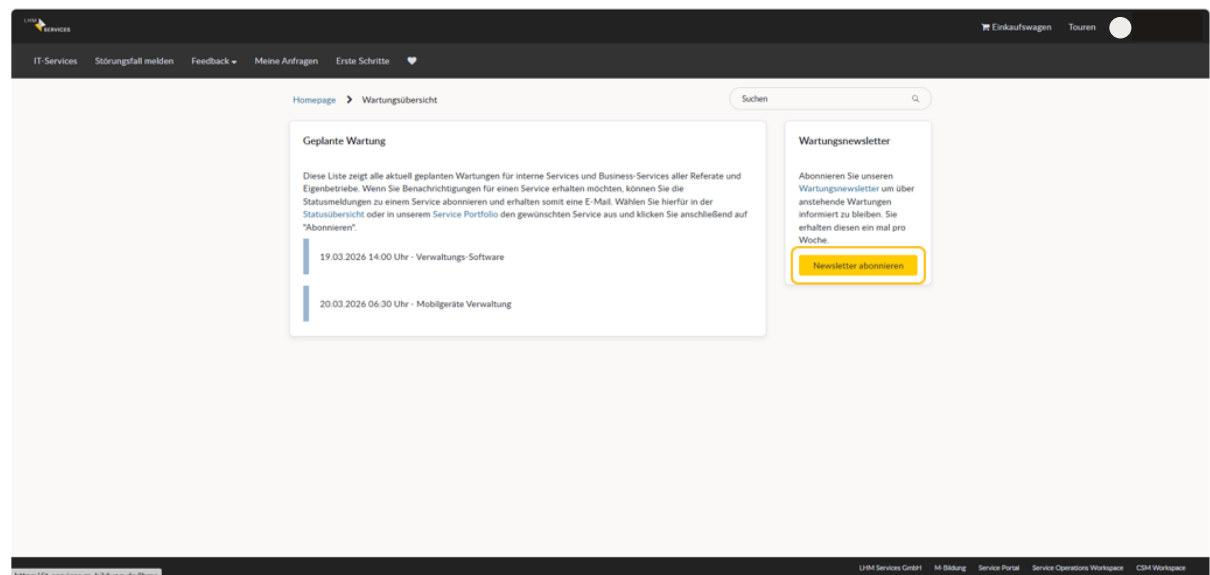 LHM
SERVICES
Einkaufswagen Touren
IT-Services Störungsfall melden Feedback Meine Anfragen Erste Schritte
Homepage Wartungsübersicht
Suchen
Geplante Wartung
Diese Liste zeigt alle aktuell geplanten Wartungen für interne Services und Business-Services aller Referate und
Eigenbetriebe. Wenn Sie Benachrichtigungen für einen Service erhalten möchten, können Sie die
Statusmeldungen zu einem Service abonnieren und erhalten somit eine E-Mail. Wählen Sie hierfür in der
Statusübersicht oder in unserem Service Portfolio den gewünschten Service aus und klicken Sie anschließend auf
"Abonnieren".
19.03.2026 14:00 Uhr - Verwaltungs-Software
20.03.2026 06:30 Uhr - Mobilgeräte Verwaltung
Wartungsnewsletter
Abonnieren Sie unseren
Wartungsnewsletter um über
anstehende Wartungen
informiert zu bleiben. Sie
erhalten diesen ein mal pro
Woche.
Newsletter abonnieren
LHM Services GmbH M-Bildung Service Portal Service Operations Workspace CSM Workspace